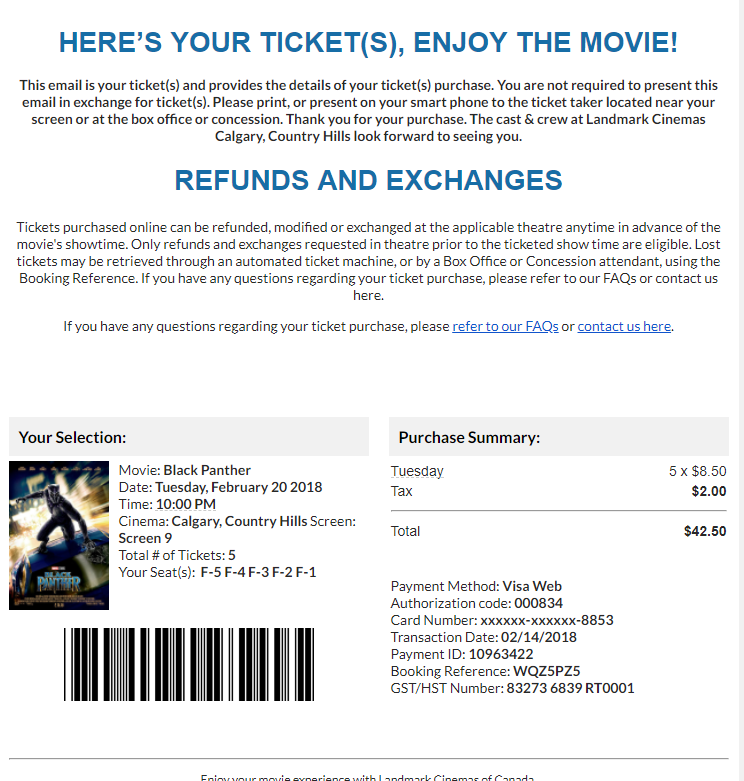 HERE’S YOUR TICKET(S), ENJOY THE MOVIE!
This email is your ticket(s) and provides the details of your ticket(s) purchase. You are not required to present this
email in exchange for ticket(s). Please print, or present on your smart phone to the ticket taker located near your
screen or at the box office or concession. Thank you for your purchase. The cast & crew at Landmark Cinemas
Calgary, Country Hills look forward to seeing you.
REFUNDS AND EXCHANGES
Tickets purchased online can be refunded, modified or exchanged at the applicable theatre anytime in advance of the
movie's showtime. Only refunds and exchanges requested in theatre prior to the ticketed show time are eligible. Lost
tickets may be retrieved through an automated ticket machine, or by a Box Office or Concession attendant, using the
Booking Reference. If you have any questions regarding your ticket purchase, please refer to our FAQs or contact us
here.
If you have any questions regarding your ticket purchase, please refer to our FAQs or contact us here.
Your Selection:
Movie: Black Panther
Date: Tuesday, February 20 2018
Time: 10:00 PM
Cinema: Calgary, Country Hills Screen:
Screen 9
Total # of Tickets: 5
Your Seat(s): F-5 F-4 F-3 F-2 F-1
BLACK
PANTHER
Purchase Summary:
Tuesday 5 x $8.50
Tax $2.00
Total $42.50
Payment Method: Visa Web
Authorization code: 000834
Card Number: xxxxxx-xxxxxx-8853
Transaction Date: 02/14/2018
Payment ID: 10963422
Booking Reference: WQZ5PZ5
GST/HST Number: 83273 6839 RT0001
Enjoy your movie experience with Landmark Cinemas of Canada